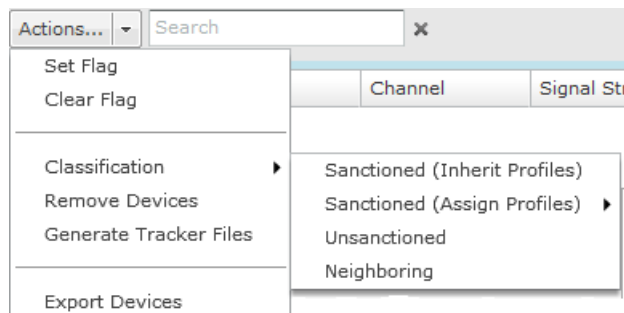 Actions... Search
Set Flag
Clear Flag
Channel Signal Str
Classification
Remove Devices
Generate Tracker Files
Export Devices
Sanctioned (Inherit Profiles)
Sanctioned (Assign Profiles)
Unsanctioned
Neighboring